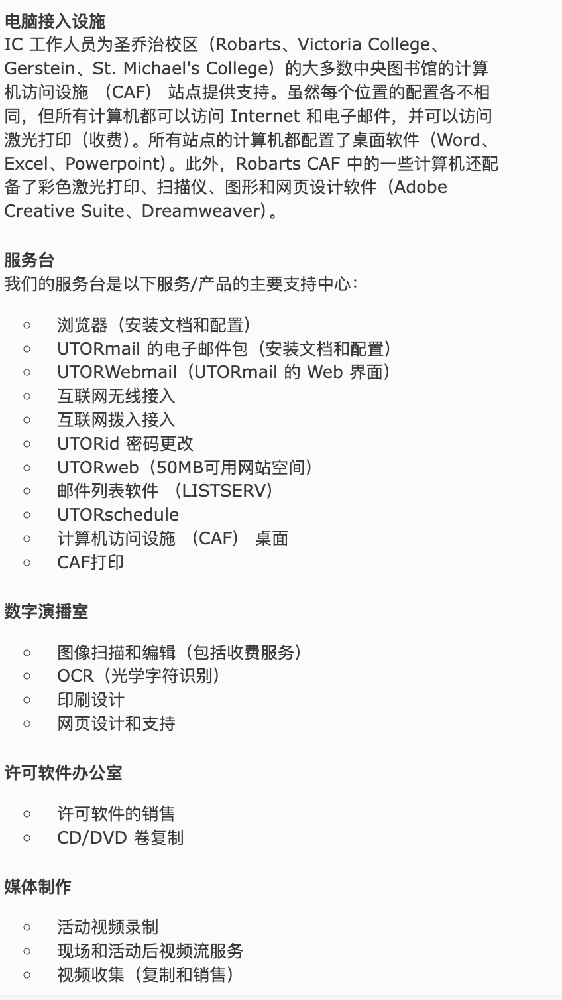 电脑接入设施
IC 工作人员为圣乔治校区（Robarts、Victoria College、
Gerstein、St. Michael's College）的大多数中央图书馆的计算
机访问设施 （CAF） 站点提供支持。虽然每个位置的配置各不相
同，但所有计算机都可以访问 Internet 和电子邮件，并可以访问
激光打印（收费）。所有站点的计算机都配置了桌面软件（Word、
Excel、Powerpoint）。此外，Robarts CAF 中的一些计算机还配
备了彩色激光打印、扫描仪、图形和网页设计软件（Adobe
Creative Suite、Dreamweaver）。
服务台
我们的服务台是以下服务/产品的主要支持中心：
○ 浏览器（安装文档和配置）
○ UTORmail 的电子邮件包（安装文档和配置）
○ UTORWebmail（UTORmail 的 Web 界面）
○ 互联网无线接入
○ 互联网拨入接入
○ UTORid 密码更改
○ UTORweb（50MB可用网站空间）
○ 邮件列表软件 （LISTSERV）
○ UTORschedule
○ 计算机访问设施 （CAF） 桌面
○ CAF打印
数字演播室
○ 图像扫描和编辑（包括收费服务）
○ OCR（光学字符识别）
○ 印刷设计
○ 网页设计和支持
许可软件办公室
○ 许可软件的销售
○ CD/DVD 卷复制
媒体制作
○ 活动视频录制
○ 现场和活动后视频流服务
○ 视频收集（复制和销售）